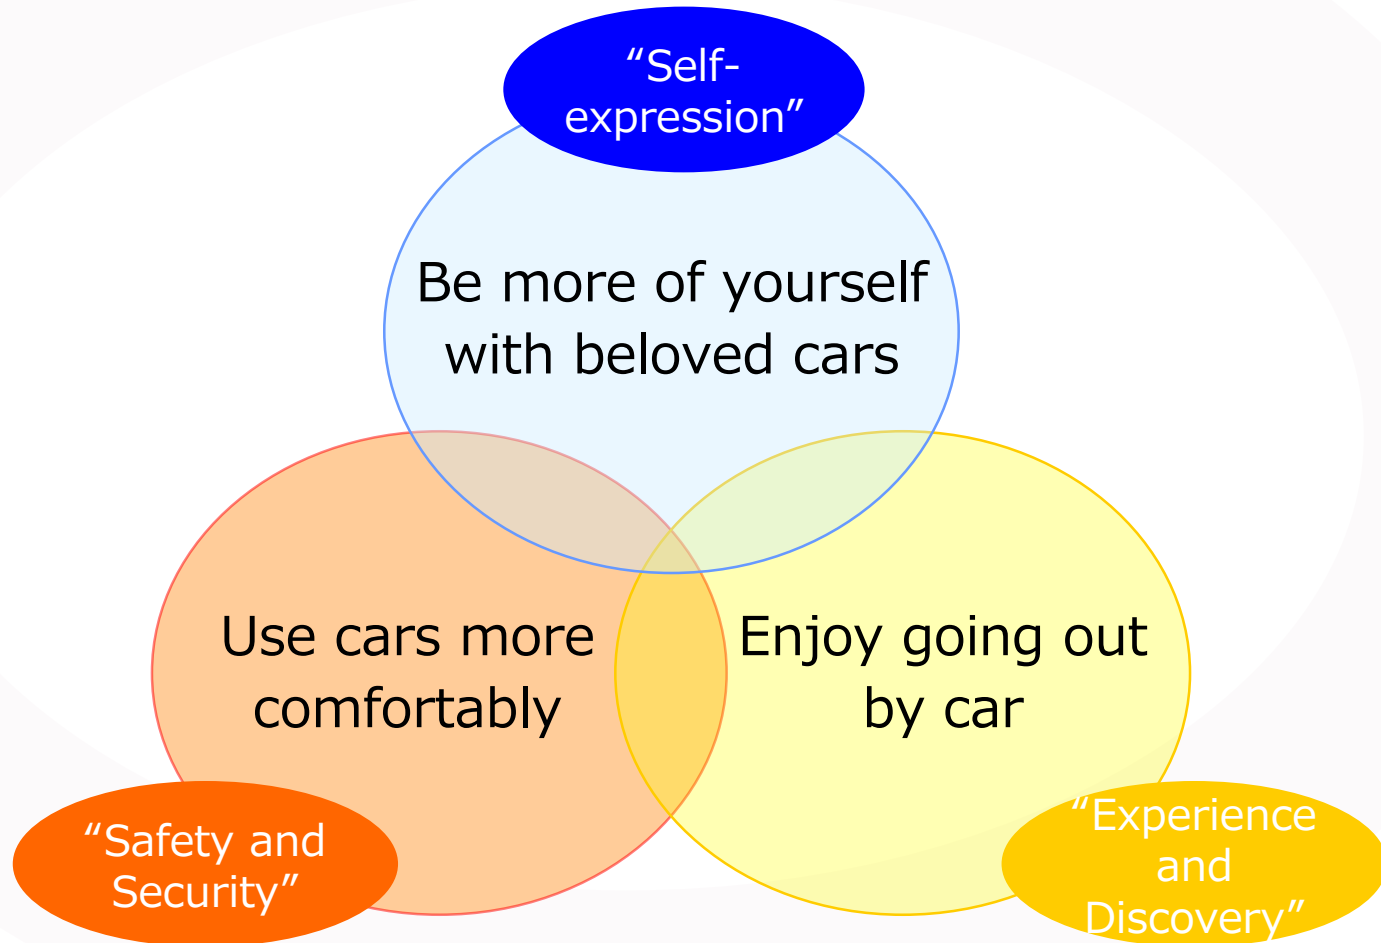 “Self-
expression”
Be more of yourself
with beloved cars
Use cars more
comfortably
Enjoy going out
by car
“Safety and
Security”
“Experience
and
Discovery”